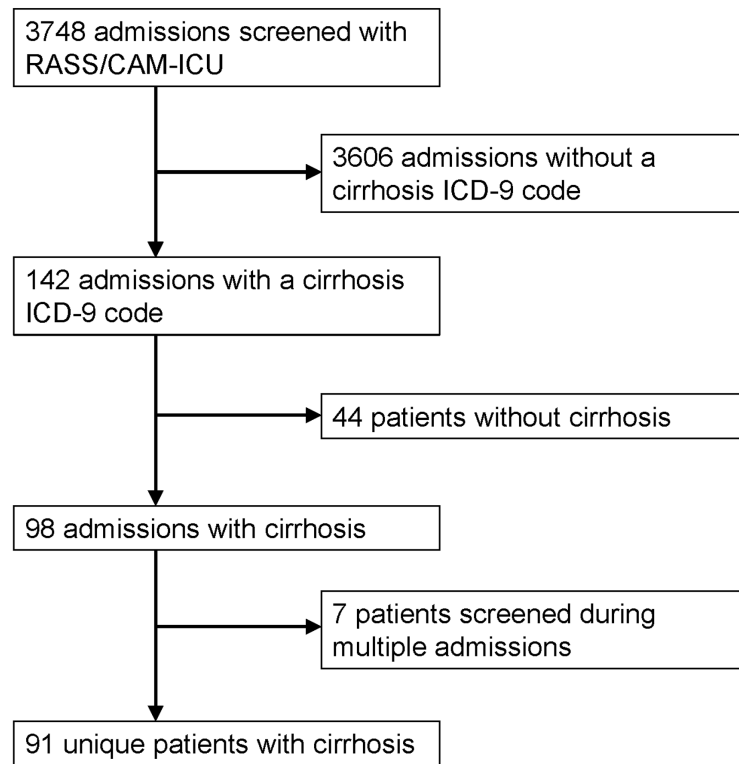 3748 admissions screened with
RASS/CAM-ICU
3606 admissions without a
cirrhosis ICD-9 code
142 admissions with a cirrhosis
ICD-9 code
44 patients without cirrhosis
98 admissions with cirrhosis
7 patients screened during
multiple admissions
91 unique patients with cirrhosis